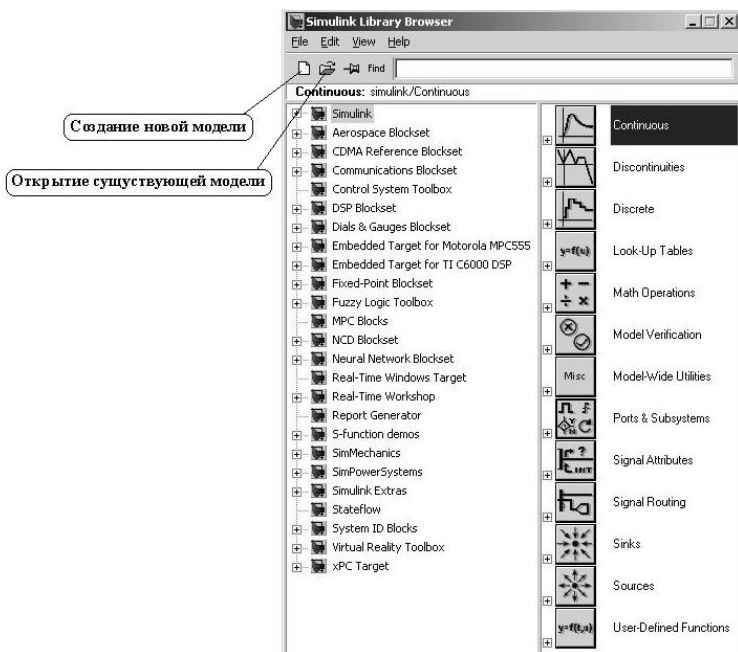 Simulink Library Browser
File Edit View Help
Find
Continuous: simulink/Continuous
Создание новой модели
Открытие существующей модели
Simulink
Aerospace Blockset
CDMA Reference Blockset
Communications Blockset
Control System Toolbox
DSP Blockset
Dials & Gauges Blockset
Embedded Target for Motorola MPC555
Embedded Target for TI C6000 DSP
Fixed-Point Blockset
Fuzzy Logic Toolbox
MPC Blocks
NCD Blockset
Neural Network Blockset
Real-Time Windows Target
Real-Time Workshop
Report Generator
S-function demos
SimMechanics
SimPowerSystems
Simulink Extras
Stateflow
System ID Blocks
Virtual Reality Toolbox
xPC Target
Continuous
Discontinuities
Discrete
y=f(u) Look-Up Tables
+ − ÷ × Math Operations
Model Verification
Misc Model-Wide Utilities
Ports & Subsystems
Signal Attributes
Signal Routing
Sinks
Sources
y=f(t,u) User-Defined Functions